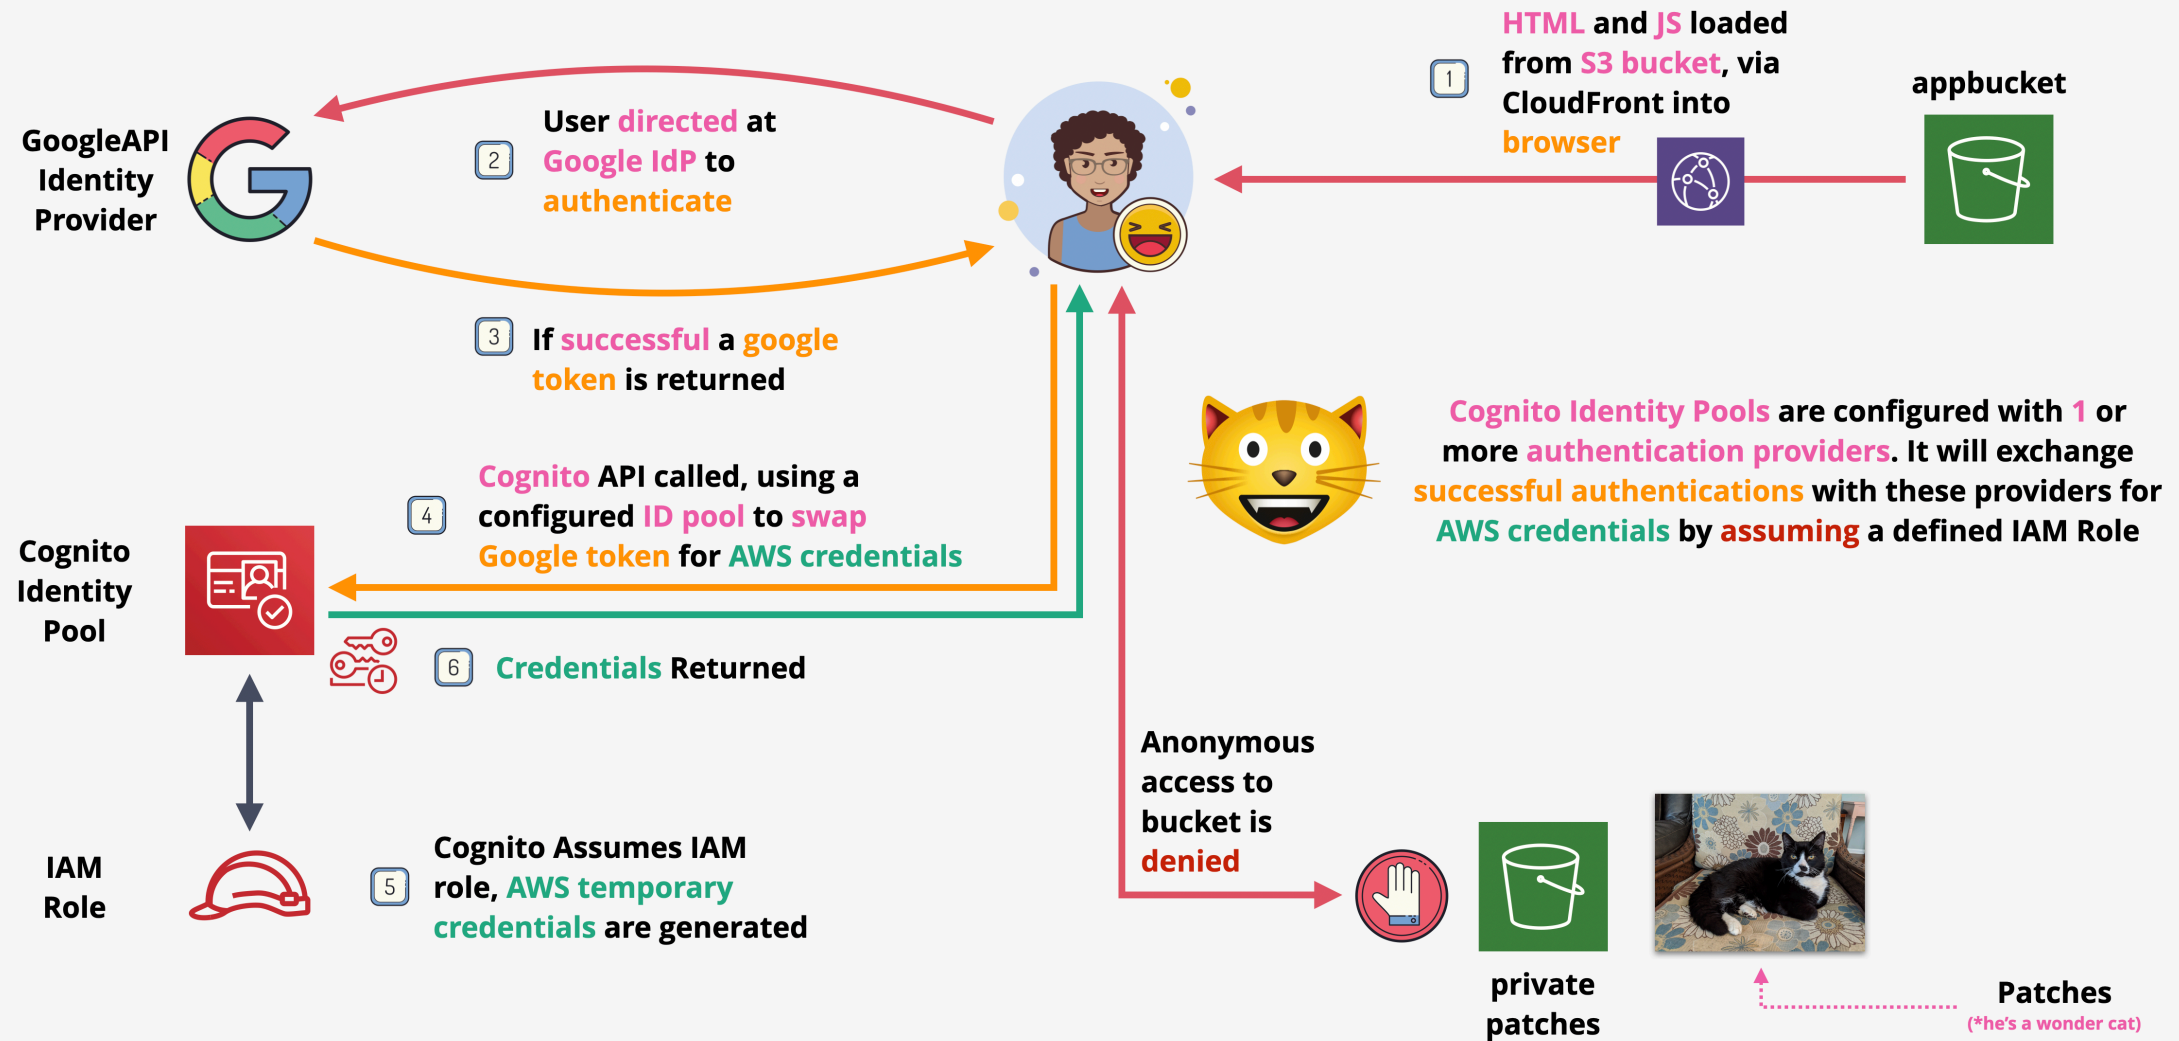 HTML and JS loaded
from S3 bucket, via
CloudFront into
browser
1
appbucket
GoogleAPI
Identity
Provider
2
User directed at
Google IdP to
authenticate
3
If successful a google
token is returned
Cognito Identity Pools are configured with 1 or
more authentication providers. It will exchange
successful authentications with these providers for
AWS credentials by assuming a defined IAM Role
4
Cognito API called, using a
configured ID pool to swap
Google token for AWS credentials
Cognito
Identity
Pool
6
Credentials Returned
Anonymous
access to
bucket is
denied
IAM
Role
5
Cognito Assumes IAM
role, AWS temporary
credentials are generated
private
patches
Patches
(*he's a wonder cat)